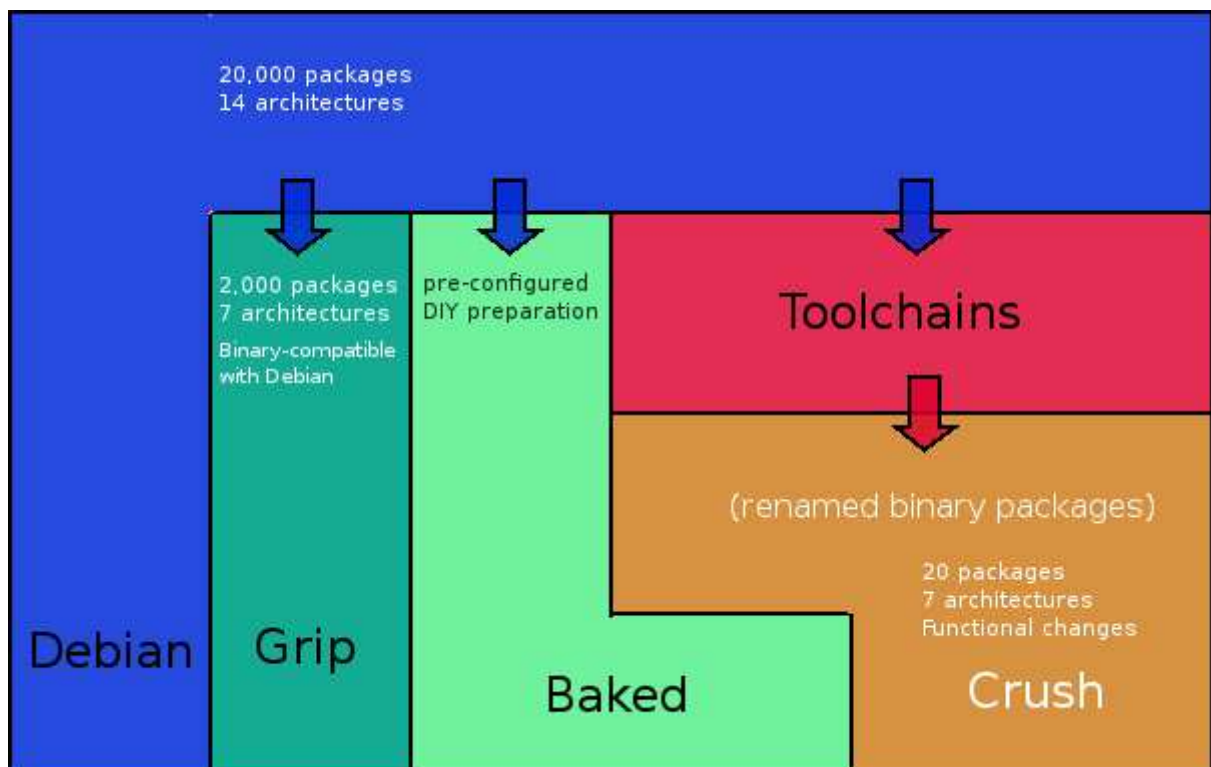 20,000 packages
14 architectures
2,000 packages
7 architectures
Binary-compatible
with Debian
pre-configured
DIY preparation
Toolchains
(renamed binary packages)
20 packages
7 architectures
Functional changes
Debian
Grip
Baked
Crush